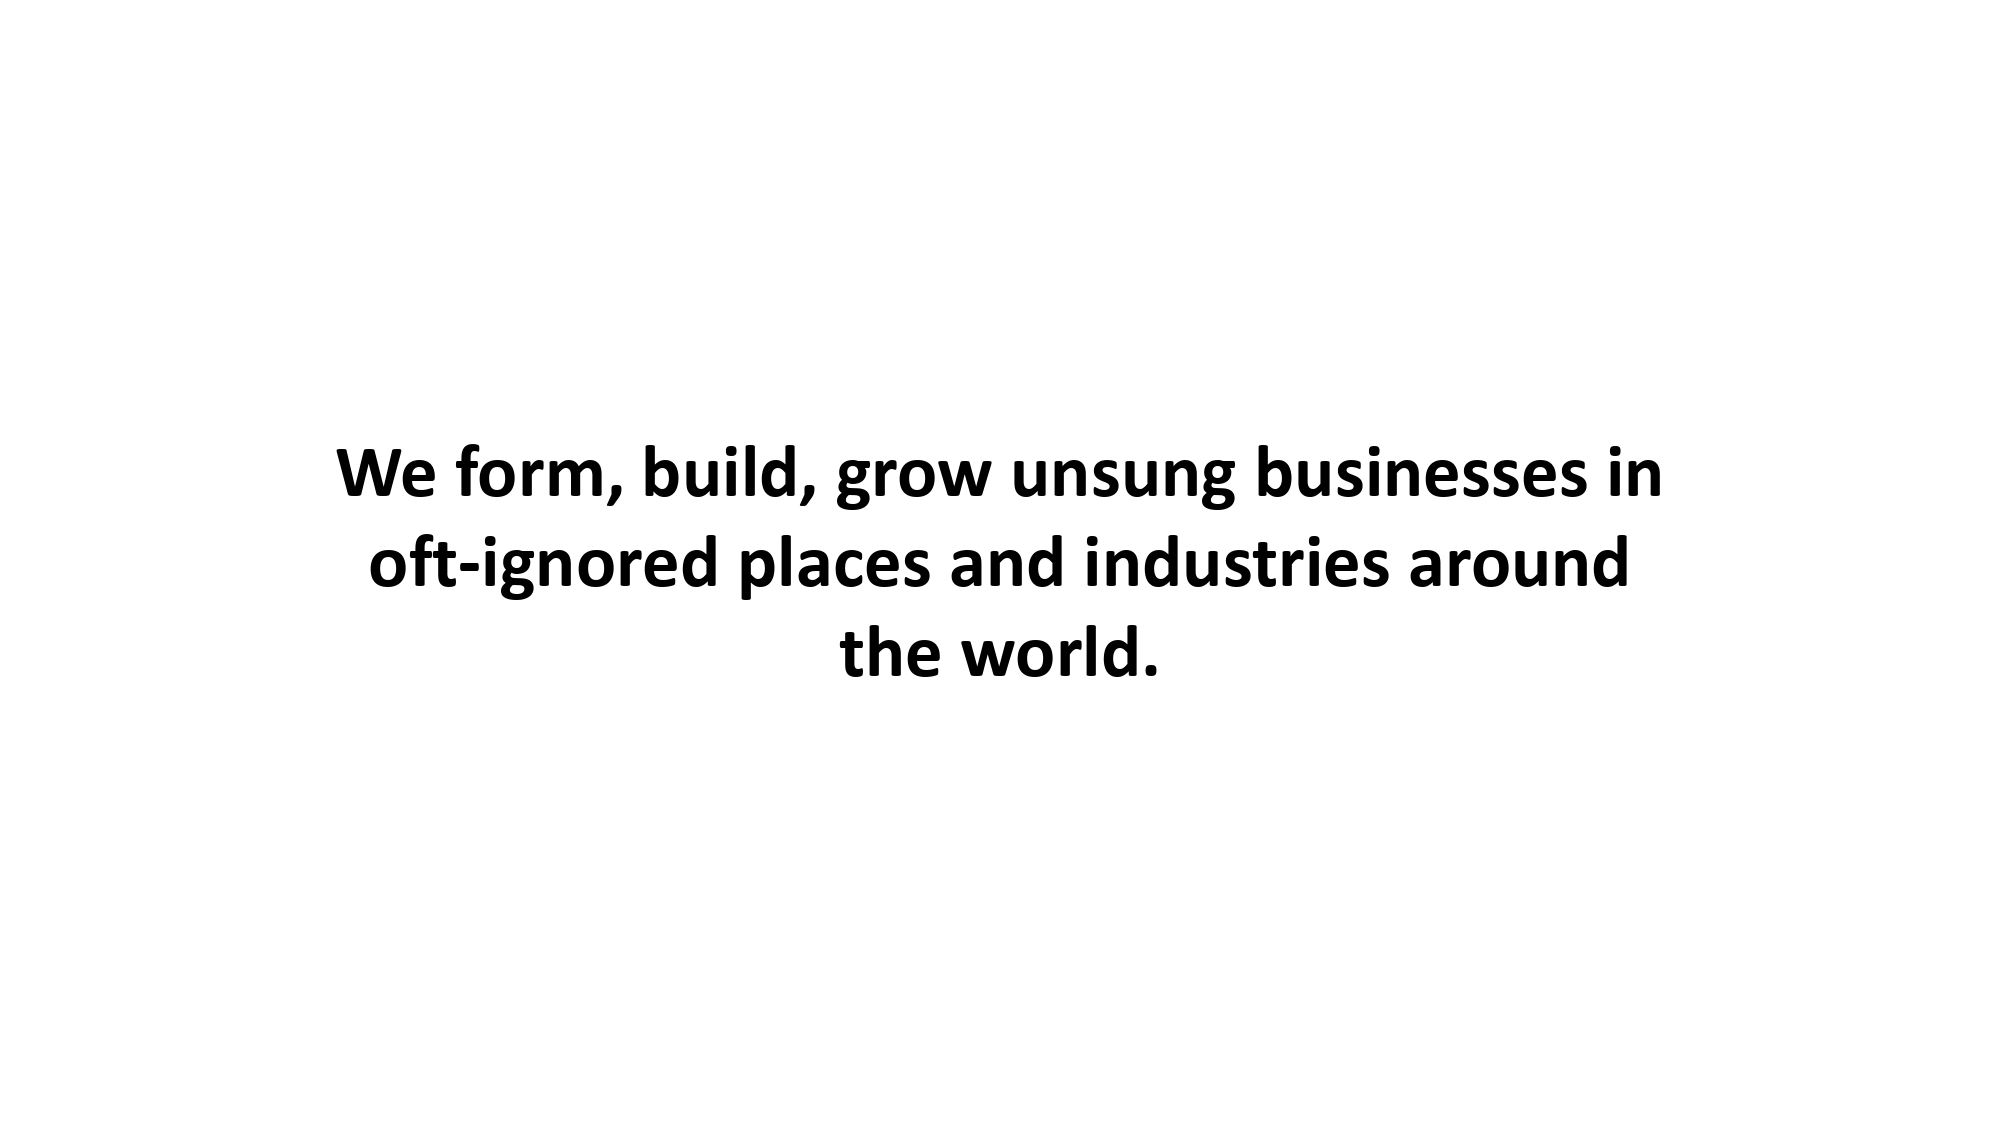 We form, build, grow unsung businesses in
oft-ignored places and industries around
the world.